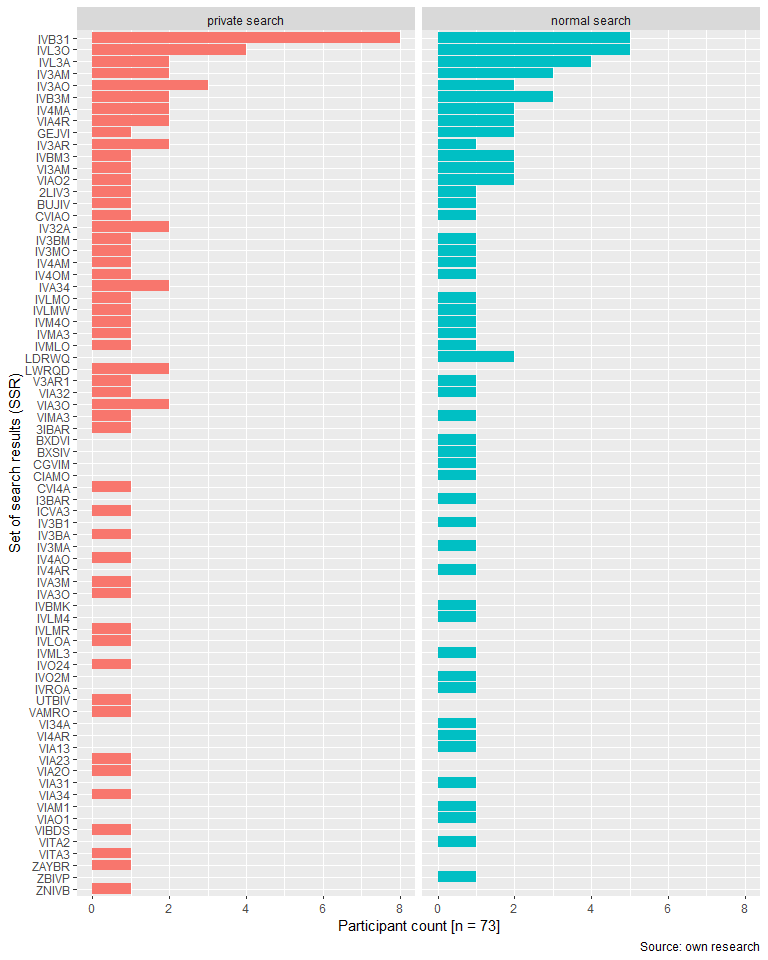 private search
normal search
Set of search results (SSR)
IVB31
IVL3O
IVL3A
IV3AM
IV3AO
IVB3M
IV4MA
VIA4R
GEJVI
IV3AR
IVBM3
VI3AM
VIAO2
2LIV3
BUJIV
CVIAO
IV32A
IV3BM
IV3MO
IV4AM
IV4OM
IVA34
IVLMO
IVLMW
IVM4O
IVMA3
IVMLO
LDRWQ
LWRQD
V3AR1
VIA32
VIA3O
VIMA3
3IBAR
BXDVI
BXSIV
CGVIM
CIAMO
CVI4A
I3BAR
ICVA3
IV3B1
IV3BA
IV3MA
IV4AO
IV4AR
IVA3M
IVA3O
IVBMK
IVLM4
IVLMR
IVLOA
IVML3
IVO24
IVO2M
IVROA
UTBIV
VAMRO
VI34A
VI4AR
VIA13
VIA23
VIA2O
VIA31
VIA34
VIAM1
VIAO1
VIBDS
VITA2
VITA3
ZAYBR
ZBIVP
ZNIVB
0 2 4 6 8 0 2 4 6 8
Participant count [n = 73]
Source: own research